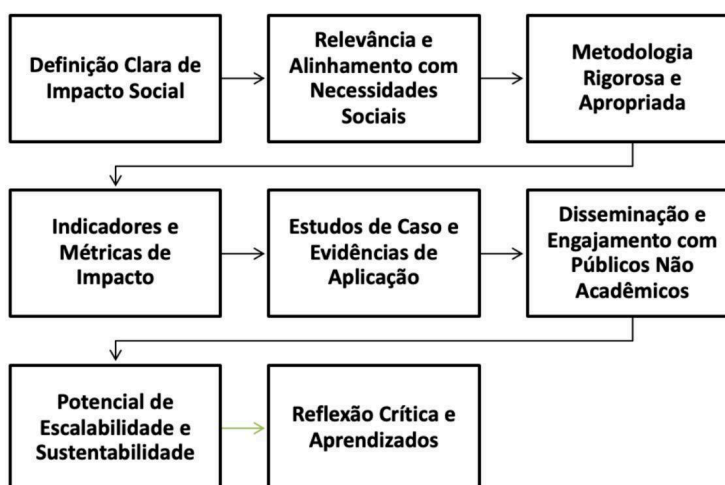 Definição Clara de
Impacto Social
Relevância e
Alinhamento com
Necessidades
Sociais
Metodologia
Rigorosa e
Apropriada
Indicadores e
Métricas de
Impacto
Estudos de Caso e
Evidências de
Aplicação
Disseminação e
Engajamento com
Públicos Não
Acadêmicos
Potencial de
Escalabilidade e
Sustentabilidade
Reflexão Crítica e
Aprendizados